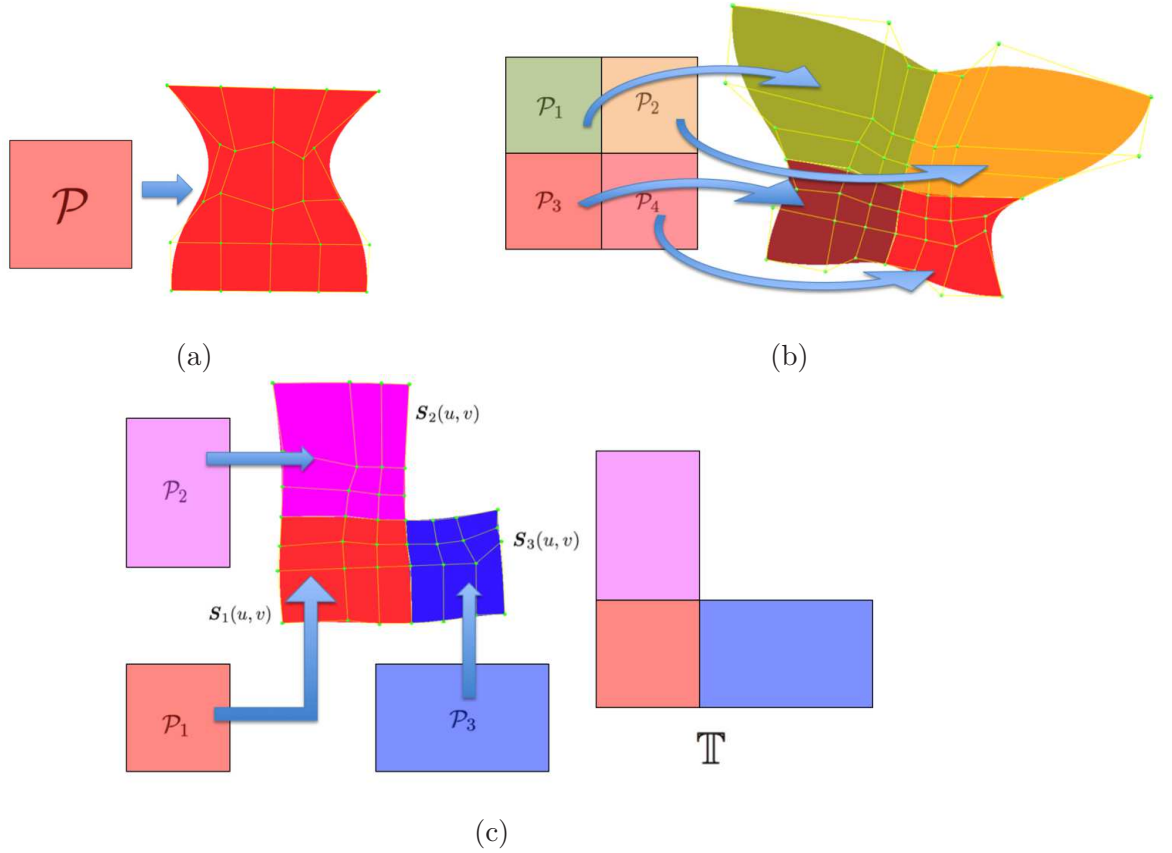 𝒫
𝒫₁ 𝒫₂
𝒫₃ 𝒫₄
(a) (b)
𝑺₂(u, v)
𝒫₂
𝑺₃(u, v)
𝑺₁(u, v)
𝒫₁ 𝒫₃
𝕋
(c)